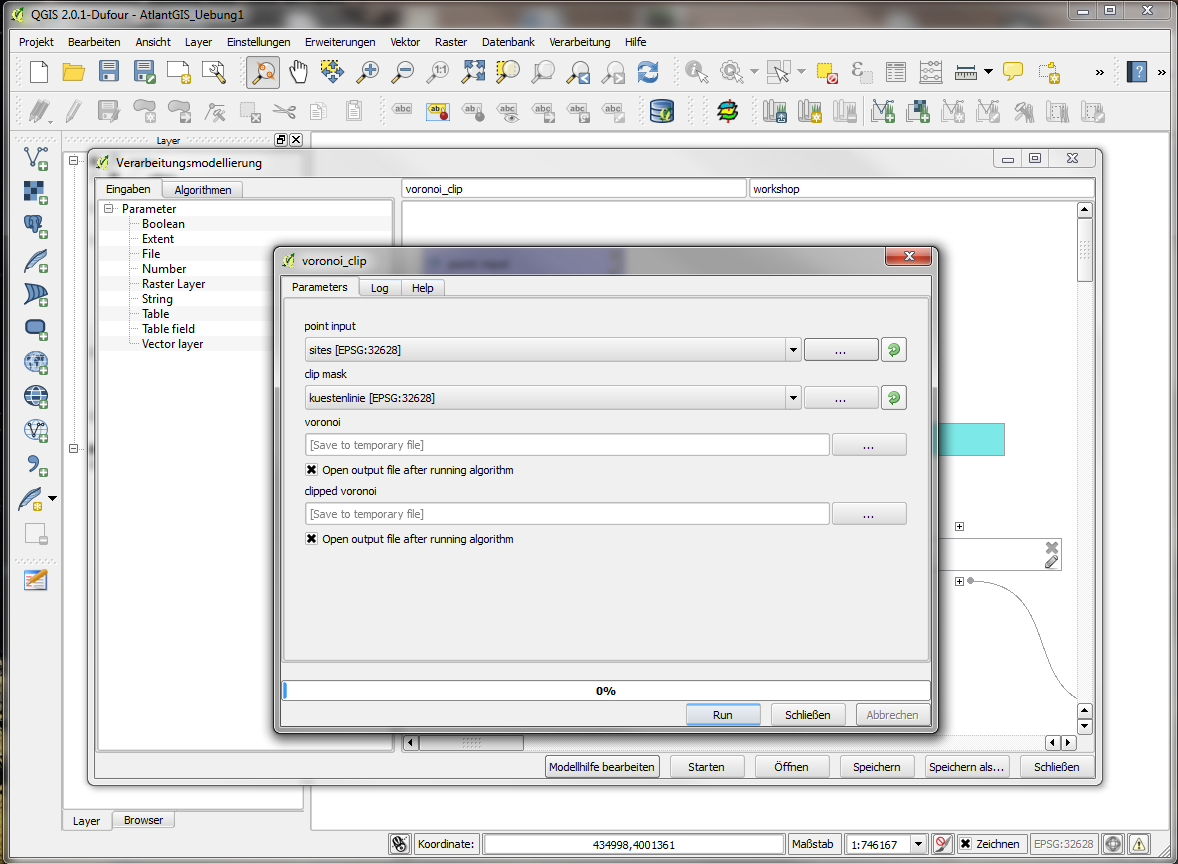 QGIS 2.0.1-Dufour - AtlantGIS_Uebung1
Projekt Bearbeiten Ansicht Layer Einstellungen Erweiterungen Vektor Raster Datenbank Verarbeitung Hilfe
Layer
Verarbeitungsmodellierung
Eingaben Algorithmen
voronoi_clip workshop
Parameter
Boolean
Extent
File
Number
Raster Layer
String
Table
Table field
Vector layer
point input
voronoi_clip
Parameters Log Help
point input
sites [EPSG:32628] ...
clip mask
kuestenlinie [EPSG:32628] ...
voronoi
[Save to temporary file] ...
Open output file after running algorithm
clipped voronoi
[Save to temporary file] ...
Open output file after running algorithm
0%
Run Schließen Abbrechen
Modellhilfe bearbeiten Starten Öffnen Speichern Speichern als... Schließen
Layer Browser
Koordinate: 434998,4001361 Maßstab 1:746167 Zeichnen EPSG:32628